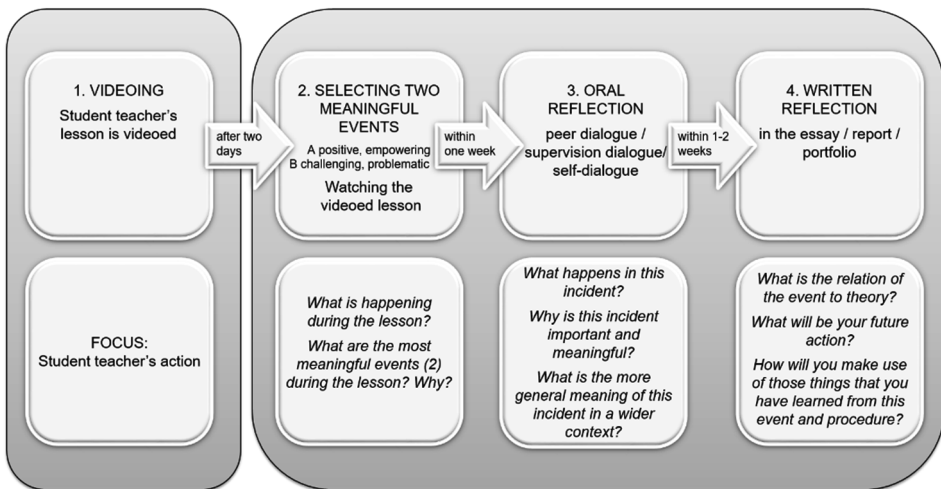 1. VIDEOING
Student teacher's
lesson is videoed
after two
days
2. SELECTING TWO
MEANINGFUL
EVENTS
A positive, empowering
B challenging, problematic
Watching the
videoed lesson
within
one week
3. ORAL
REFLECTION
peer dialogue /
supervision dialogue/
self-dialogue
within 1-2
weeks
4. WRITTEN
REFLECTION
in the essay / report /
portfolio
FOCUS:
Student teacher's action
What is happening
during the lesson?
What are the most
meaningful events (2)
during the lesson? Why?
What happens in this
incident?
Why is this incident
important and
meaningful?
What is the more
general meaning of this
incident in a wider
context?
What is the relation of
the event to theory?
What will be your future
action?
How will you make use
of those things that you
have learned from this
event and procedure?